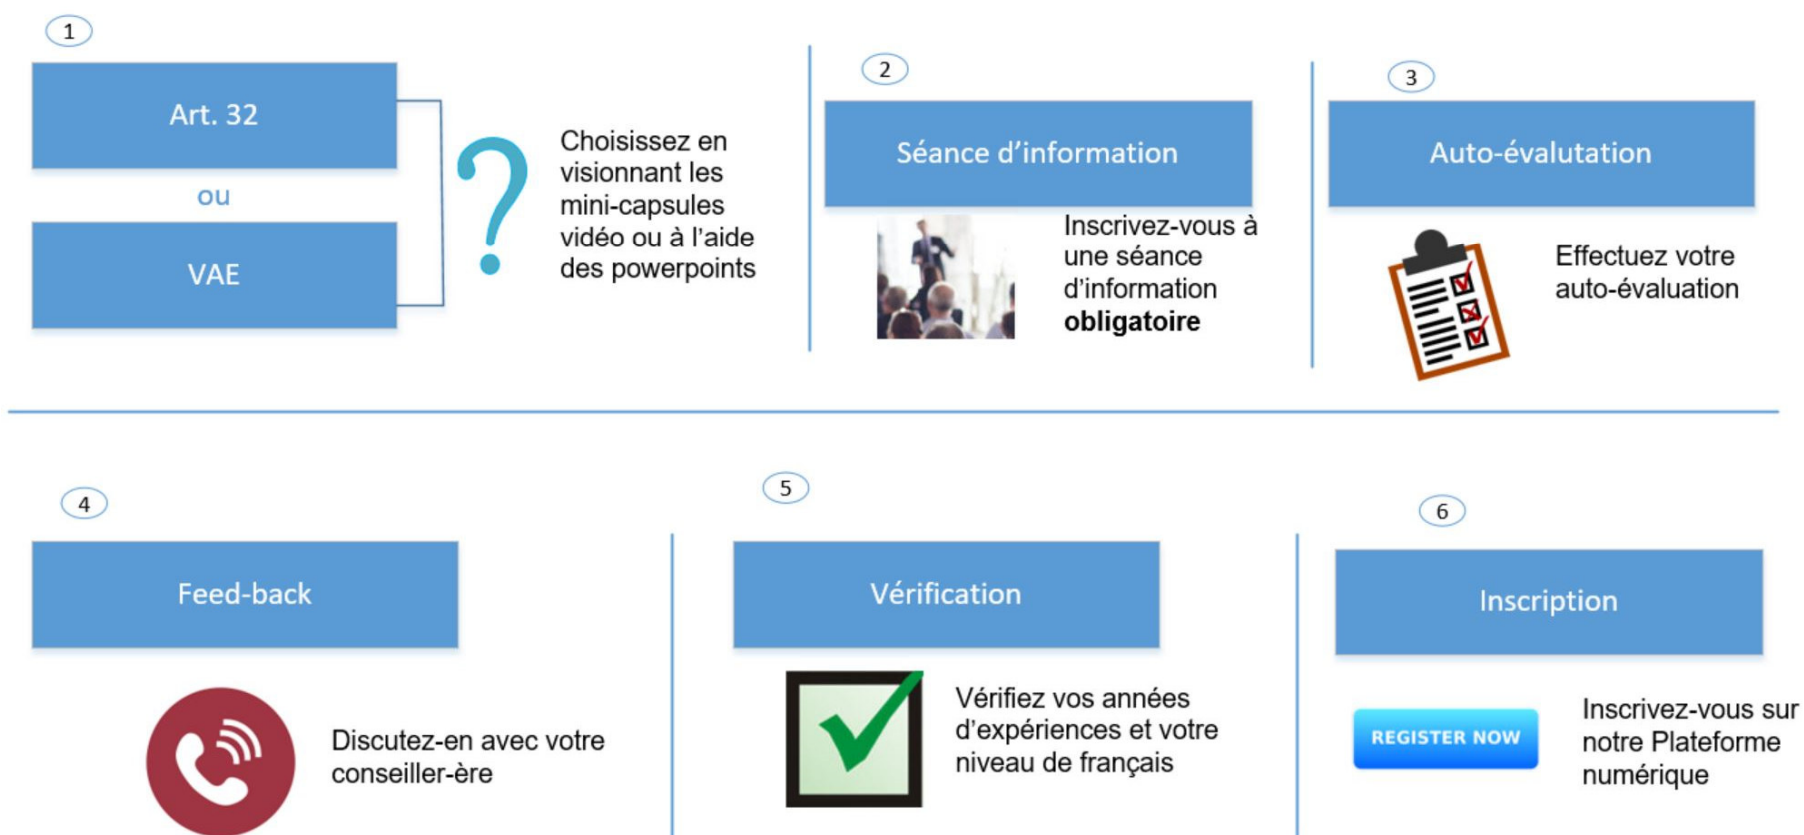 1
Art. 32
ou
VAE
Choisissez en
visionnant les
mini-capsules
vidéo ou à l'aide
des powerpoints
2
Séance d'information
Inscrivez-vous à
une séance
d'information
obligatoire
3
Auto-évalutation
Effectuez votre
auto-évaluation
4
Feed-back
Discutez-en avec votre
conseiller-ère
5
Vérification
Vérifiez vos années
d'expériences et votre
niveau de français
6
Inscription
REGISTER NOW
Inscrivez-vous sur
notre Plateforme
numérique